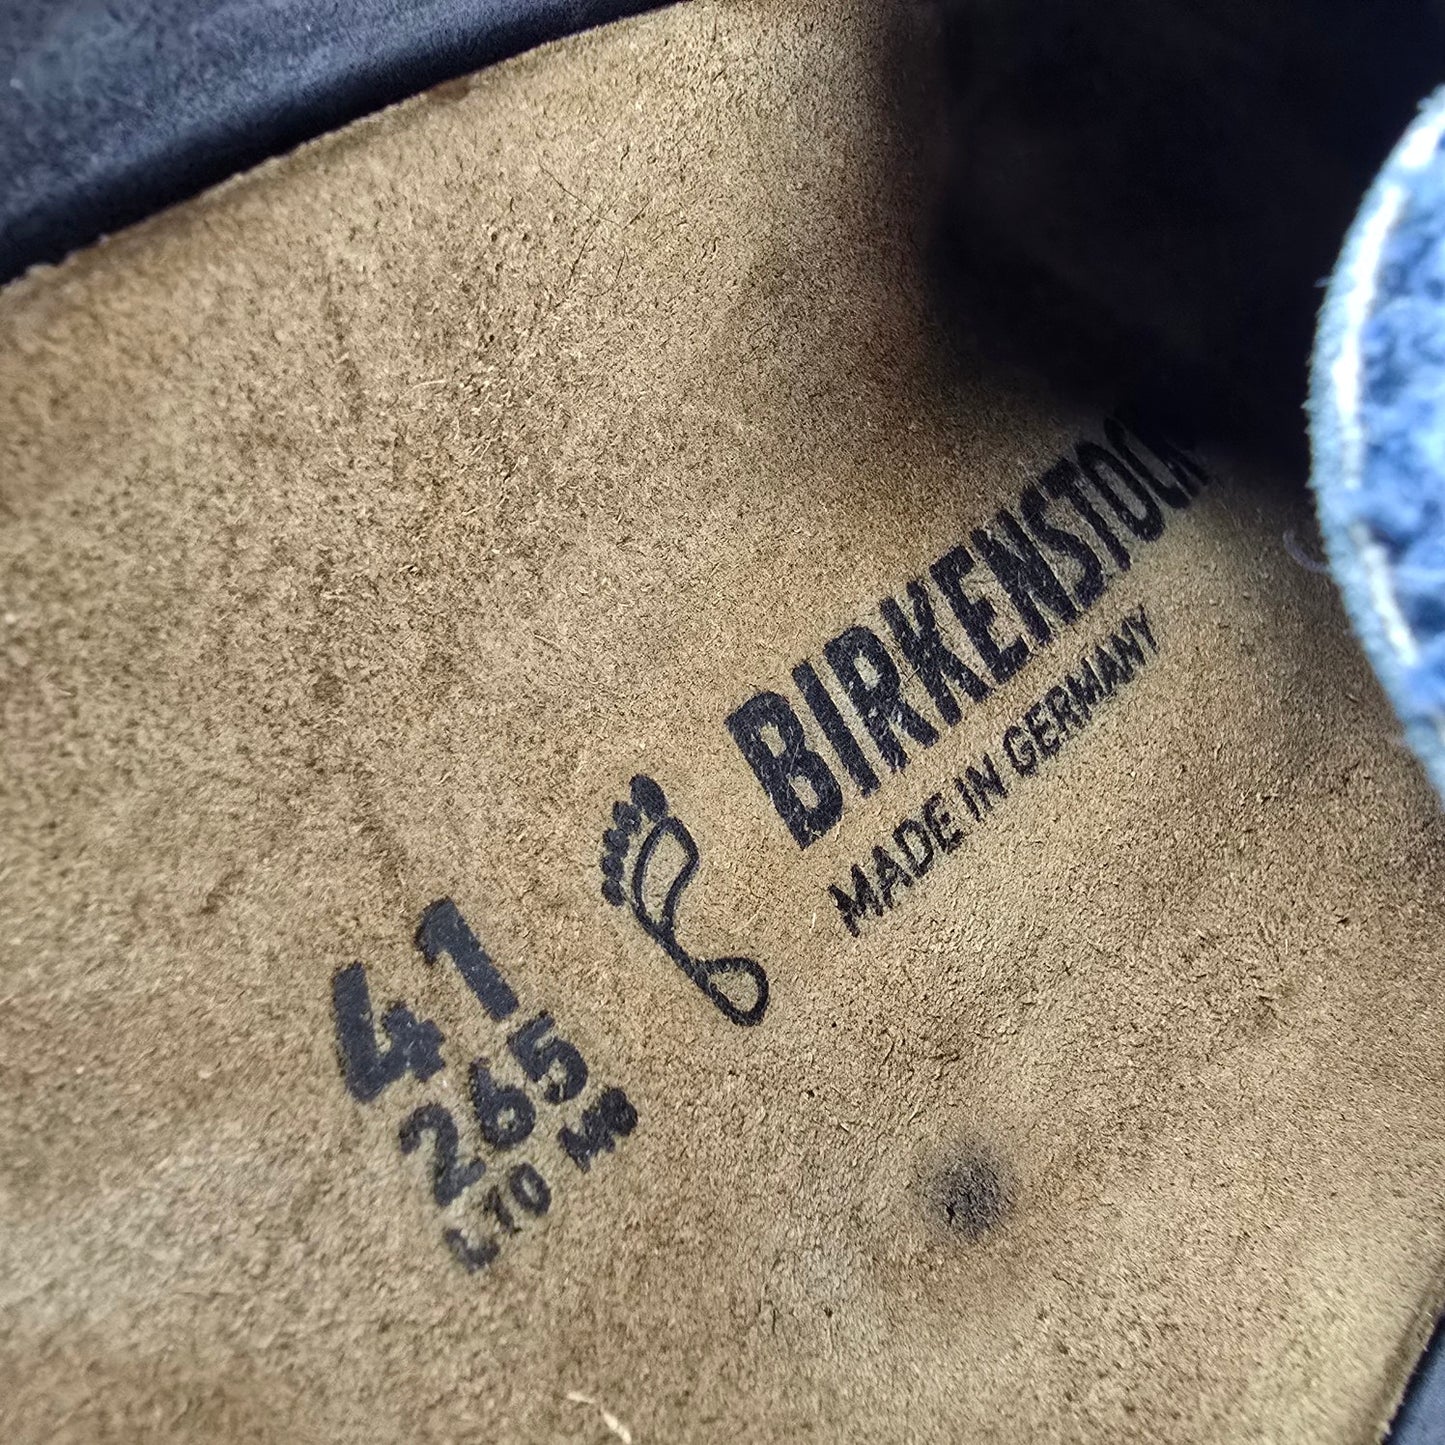 BIRKENSTOCK
MADE IN GERMANY
41
265
L10 M8